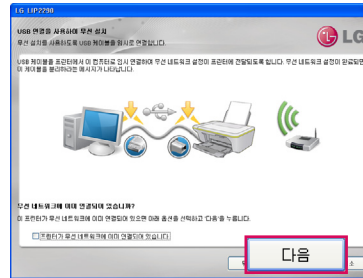 LG LIP2290
USB 연결을 사용하여 무선 설치
무선 설치를 사용하도록 USB 케이블을 임시로 연결합니다.
LG
USB 케이블을 프린터에서 이 컴퓨터로 임시 연결하여 무선 네트워크 설정이 프린터에 전달되도록 합니다. 무선 네트워크 설정이 완료되면
이 케이블을 분리하라는 메시지가 나타납니다.
무선 네트워크에 이미 연결되어 있습니까?
이 프린터가 무선 네트워크에 이미 연결되어 있으면 아래 옵션을 선택하고 '다음'을 누릅니다.
프린터가 무선 네트워크에 이미 연결되어 있습니다.
다음
소